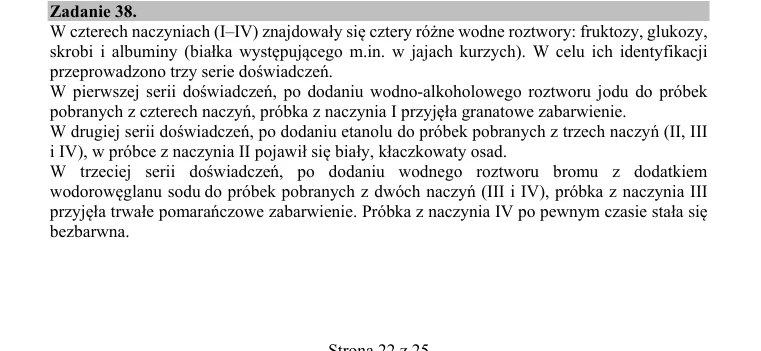 Zadanie 38.
W czterech naczyniach (I–IV) znajdowały się cztery różne wodne roztwory: fruktozy, glukozy,
skrobi i albuminy (białka występującego m.in. w jajach kurzych). W celu ich identyfikacji
przeprowadzono trzy serie doświadczeń.
W pierwszej serii doświadczeń, po dodaniu wodno-alkoholowego roztworu jodu do próbek
pobranych z czterech naczyń, próbka z naczynia I przyjęła granatowe zabarwienie.
W drugiej serii doświadczeń, po dodaniu etanolu do próbek pobranych z trzech naczyń (II, III
i IV), w próbce z naczynia II pojawił się biały, kłaczkowaty osad.
W trzeciej serii doświadczeń, po dodaniu wodnego roztworu bromu z dodatkiem
wodorowęglanu sodu do próbek pobranych z dwóch naczyń (III i IV), próbka z naczynia III
przyjęła trwałe pomarańczowe zabarwienie. Próbka z naczynia IV po pewnym czasie stała się
bezbarwna.
Strona 22 z 25